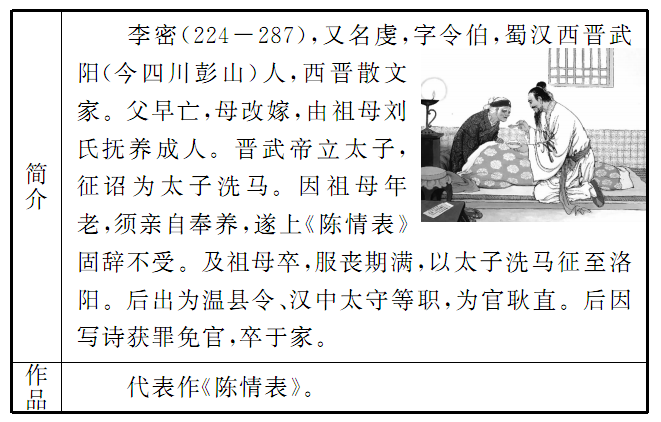 简介
李密(224－287),又名虔,字令伯,蜀汉西晋武
阳(今四川彭山)人,西晋散文
家。父早亡,母改嫁,由祖母刘
氏抚养成人。晋武帝立太子,
征诏为太子洗马。因祖母年
老,须亲自奉养,遂上《陈情表》
固辞不受。及祖母卒,服丧期满,以太子洗马征至洛
阳。后出为温县令、汉中太守等职,为官耿直。后因
写诗获罪免官,卒于家。
作品
代表作《陈情表》。